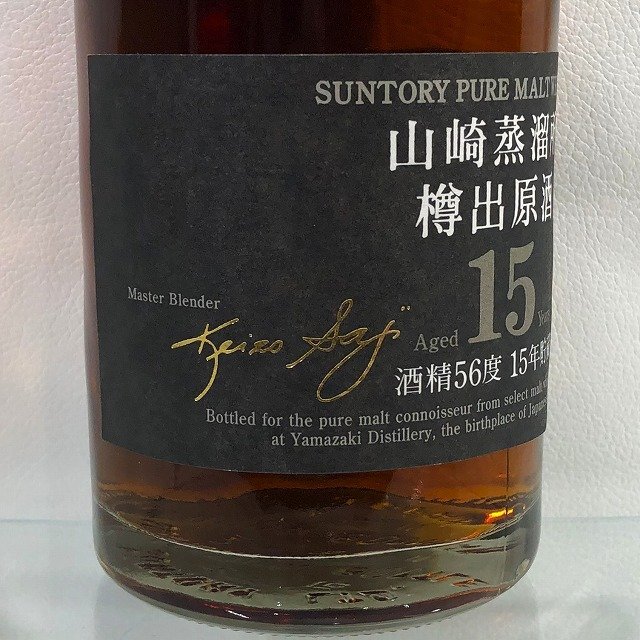 SUNTORY PURE MALT
山崎蒸溜
樽出原酒
Master Blender
Keizo Saji
Aged 15 Years
酒精56度 15年貯
Bottled for the pure malt connoisseur from select malt
at Yamazaki Distillery, the birthplace of